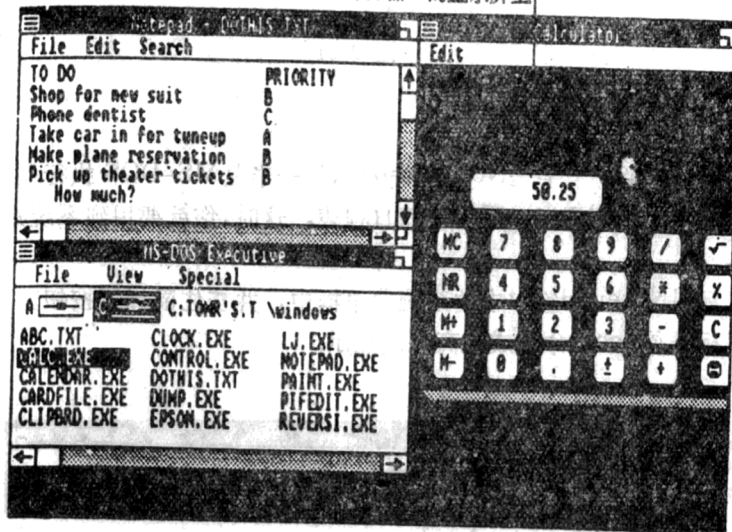 Notepad - DOTHIS.TXT
File Edit Search
TO DO PRIORITY
Shop for new suit B
Phone dentist C
Take car in for tuneup A
Make plane reservation B
Pick up theater tickets B
How much?
MS-DOS Executive
File View Special
A C C:TOMR'S.T \windows
ABC.TXT CLOCK.EXE LJ.EXE
CALC.EXE CONTROL.EXE NOTEPAD.EXE
CALENDAR.EXE DOTHIS.TXT PAINT.EXE
CARDFILE.EXE DUMP.EXE PIFEDIT.EXE
CLIPBRD.EXE EPSON.EXE REVERSI.EXE
Calculator
Edit
50.25
MC 7 8 9 / √
MR 4 5 6 * %
M+ 1 2 3 - C
M- 0 . ± + =